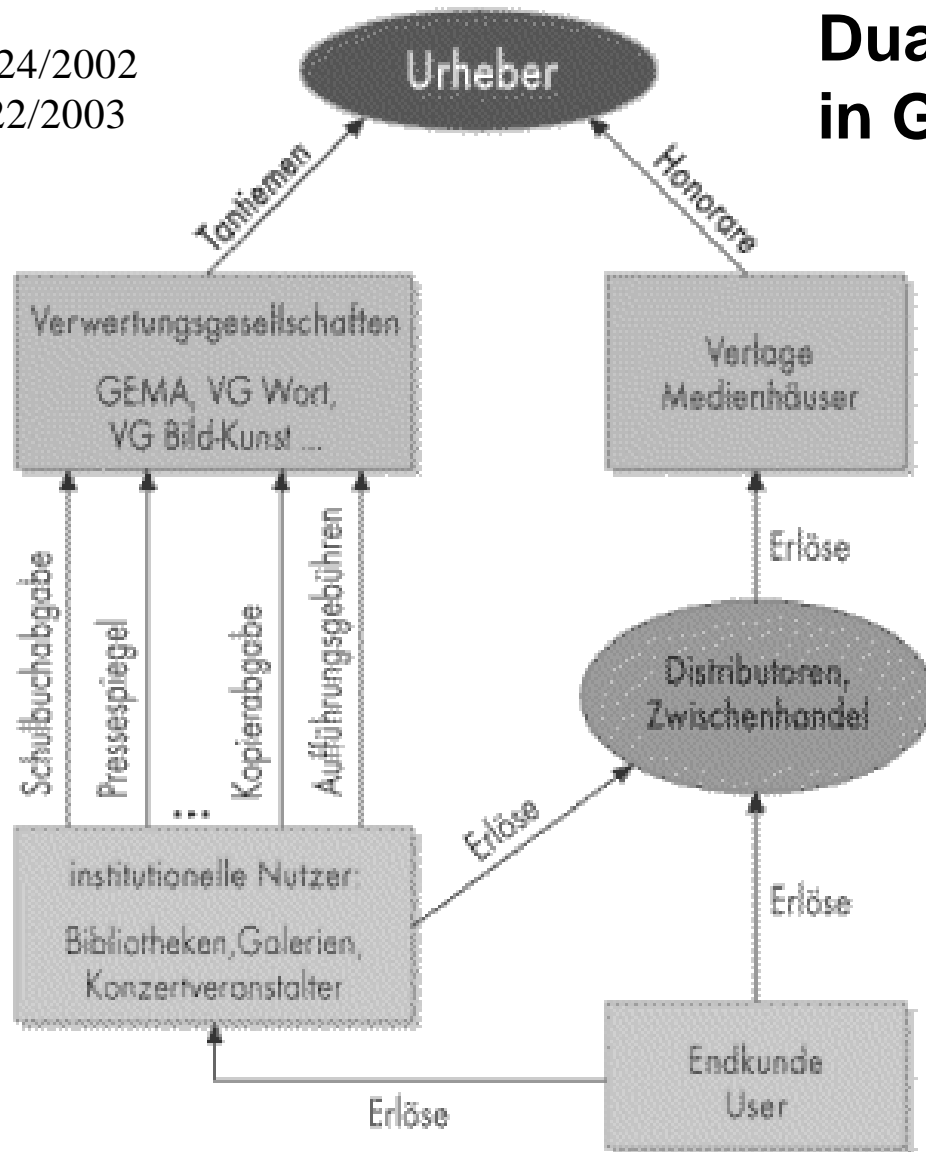 24/2002
22/2003
Dua
in G
Urheber
Tantiemen
Honorare
Verwertungsgesellschaften
GEMA, VG Wort,
VG Bild-Kunst ...
Verlage
Medienhäuser
Schulbuchabgabe
Pressespiegel
...
Kopierabgabe
Aufführungsgebühren
Erlöse
Distributoren,
Zwischenhandel
Erlöse
institutionelle Nutzer:
Bibliotheken, Galerien,
Konzertveranstalter
Erlöse
Endkunde
User
Erlöse